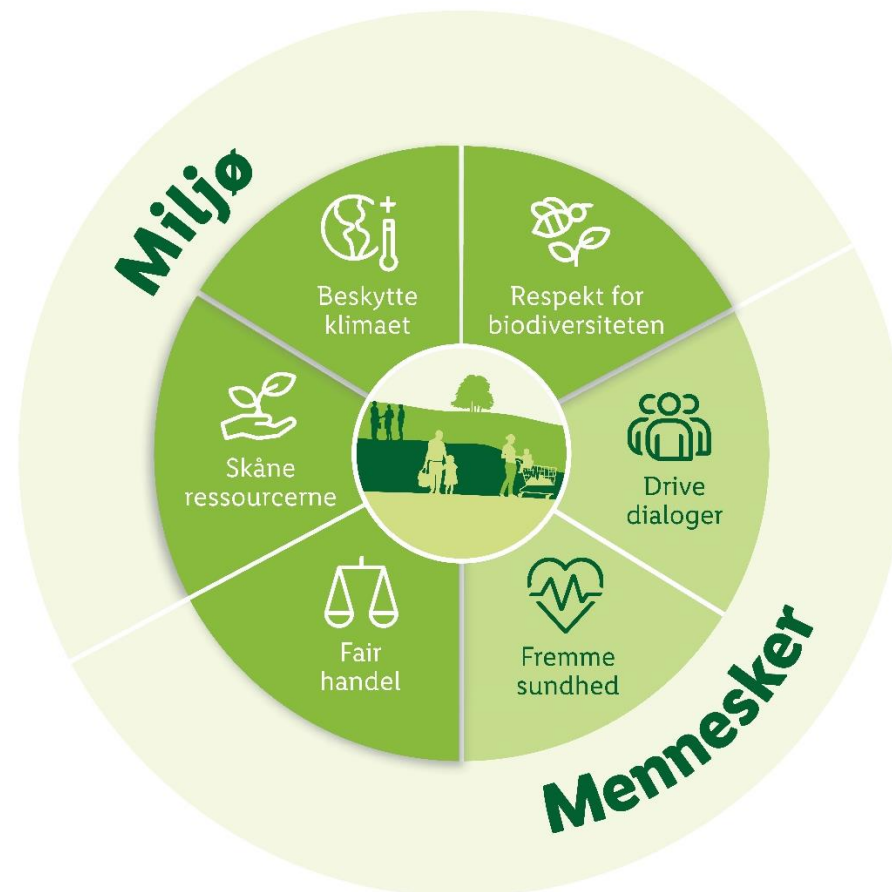 Miljø
Beskytte
klimaet
Respekt for
biodiversiteten
Skåne
ressourcerne
Drive
dialoger
Fair
handel
Fremme
sundhed
Mennesker